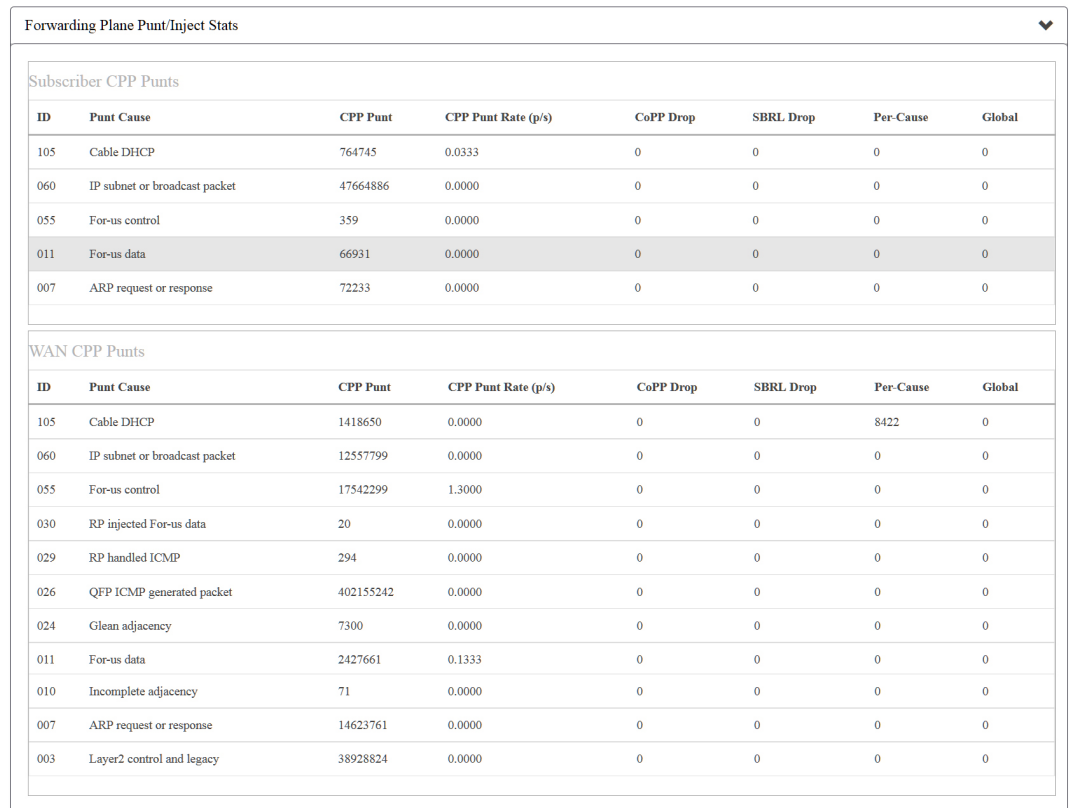 Forwarding Plane Punt/Inject Stats
Subscriber CPP Punts
ID Punt Cause CPP Punt CPP Punt Rate (p/s) CoPP Drop SBRL Drop Per-Cause Global
105 Cable DHCP 764745 0.0333 0 0 0 0
060 IP subnet or broadcast packet 47664886 0.0000 0 0 0 0
055 For-us control 359 0.0000 0 0 0 0
011 For-us data 66931 0.0000 0 0 0 0
007 ARP request or response 72233 0.0000 0 0 0 0
WAN CPP Punts
ID Punt Cause CPP Punt CPP Punt Rate (p/s) CoPP Drop SBRL Drop Per-Cause Global
105 Cable DHCP 1418650 0.0000 0 0 8422 0
060 IP subnet or broadcast packet 12557799 0.0000 0 0 0 0
055 For-us control 17542299 1.3000 0 0 0 0
030 RP injected For-us data 20 0.0000 0 0 0 0
029 RP handled ICMP 294 0.0000 0 0 0 0
026 QFP ICMP generated packet 402155242 0.0000 0 0 0 0
024 Glean adjacency 7300 0.0000 0 0 0 0
011 For-us data 2427661 0.1333 0 0 0 0
010 Incomplete adjacency 71 0.0000 0 0 0 0
007 ARP request or response 14623761 0.0000 0 0 0 0
003 Layer2 control and legacy 38928824 0.0000 0 0 0 0